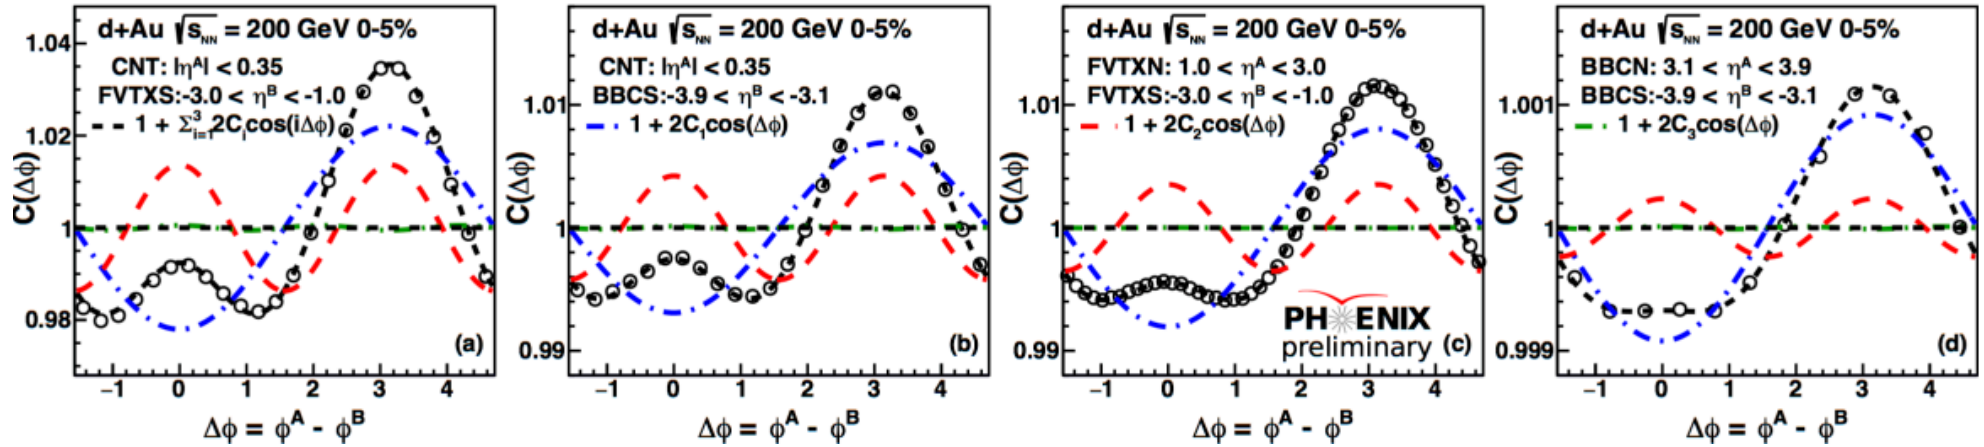 d+Au √s_NN = 200 GeV 0-5%
CNT: |η^A| < 0.35
FVTXS:-3.0 < η^B < -1.0
1 + Σ^3_{i=1}2C_icos(iΔϕ)
C(Δϕ)
1.04
1.02
1
0.98
(a)
−1 0 1 2 3 4
Δϕ = ϕ^A - ϕ^B
d+Au √s_NN = 200 GeV 0-5%
CNT: |η^A| < 0.35
BBCS:-3.9 < η^B < -3.1
1 + 2C_1cos(Δϕ)
C(Δϕ)
1.01
1
0.99
(b)
−1 0 1 2 3 4
Δϕ = ϕ^A - ϕ^B
d+Au √s_NN = 200 GeV 0-5%
FVTXN: 1.0 < η^A < 3.0
FVTXS:-3.0 < η^B < -1.0
1 + 2C_2cos(Δϕ)
C(Δϕ)
1.01
1
0.99
PHENIX
preliminary
(c)
−1 0 1 2 3 4
Δϕ = ϕ^A - ϕ^B
d+Au √s_NN = 200 GeV 0-5%
BBCN: 3.1 < η^A < 3.9
BBCS:-3.9 < η^B < -3.1
1 + 2C_3cos(Δϕ)
C(Δϕ)
1.001
1
0.999
(d)
−1 0 1 2 3 4
Δϕ = ϕ^A - ϕ^B